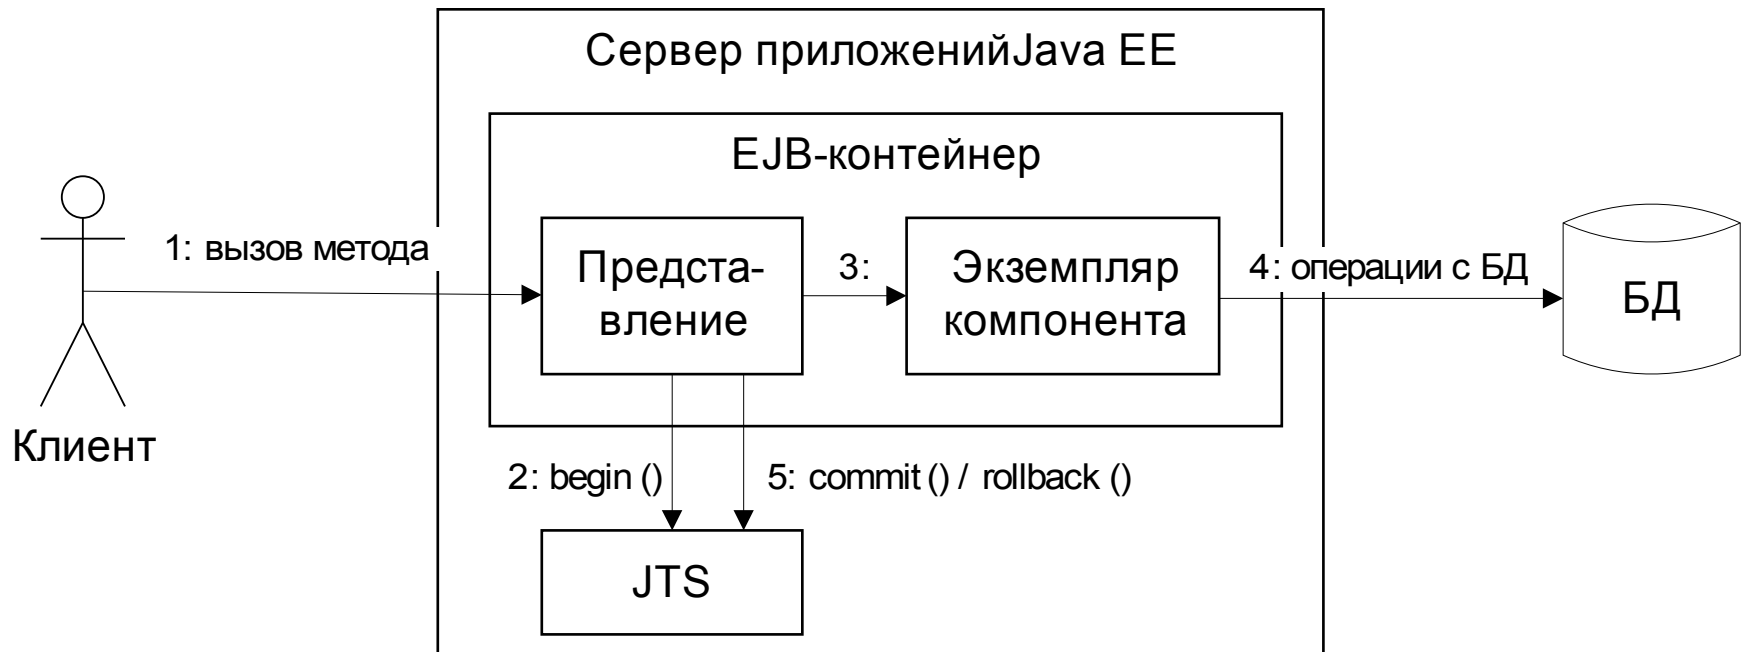 Сервер приложенийJava EE
EJB-контейнер
1: вызов метода
Предста-
вление
3:
Экземпляр
компонента
4: операции с БД
БД
Клиент
2: begin ()
5: commit () / rollback ()
JTS